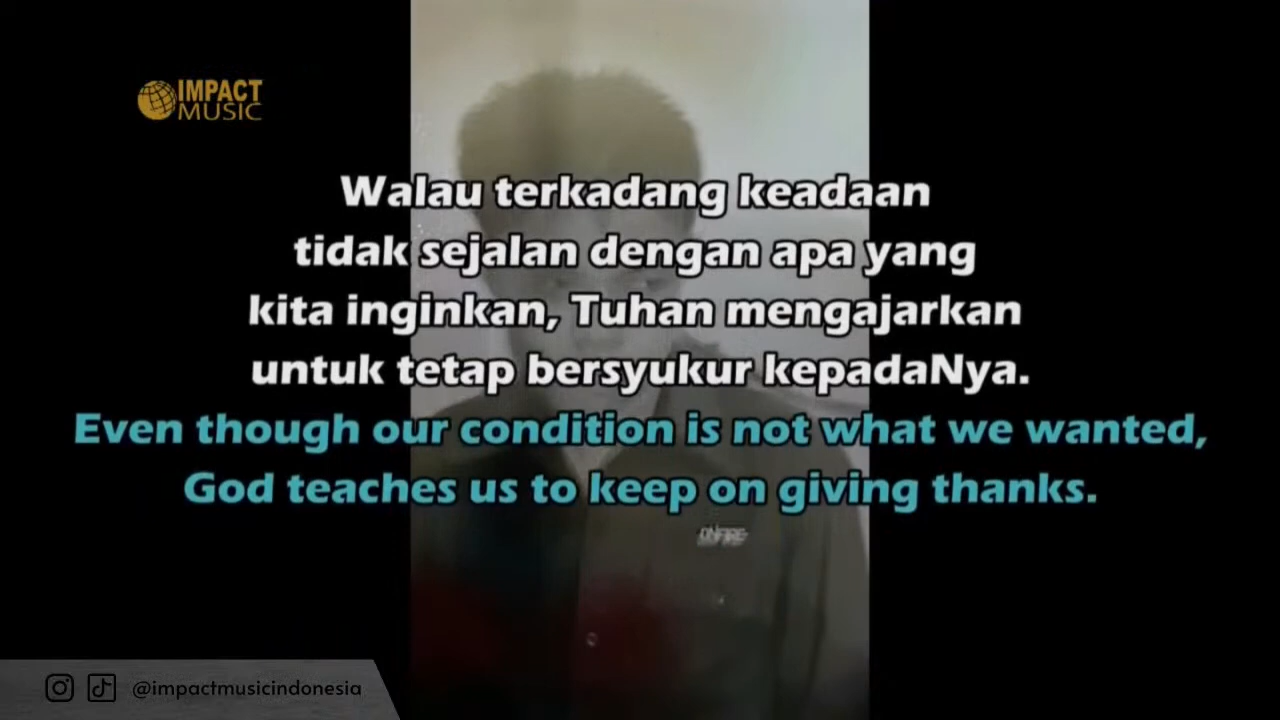 IMPACT
MUSIC
Walau terkadang keadaan
tidak sejalan dengan apa yang
kita inginkan, Tuhan mengajarkan
untuk tetap bersyukur kepadaNya.
Even though our condition is not what we wanted,
God teaches us to keep on giving thanks.
ONFIRE
@impactmusicindonesia